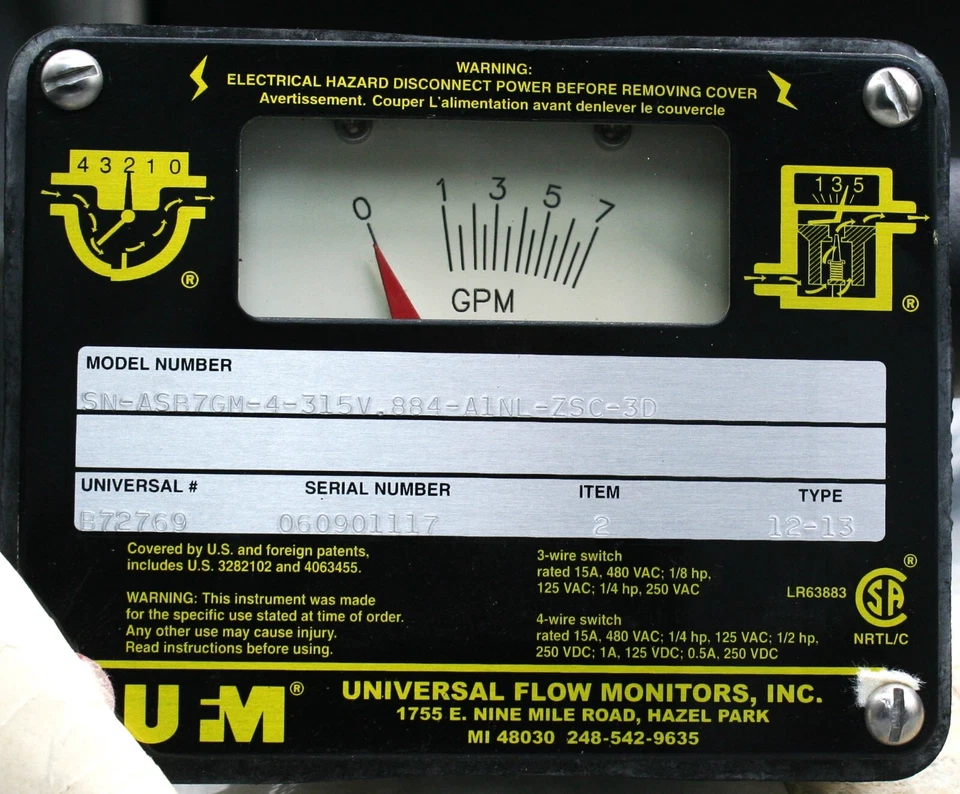 WARNING:
ELECTRICAL HAZARD DISCONNECT POWER BEFORE REMOVING COVER
Avertissement. Couper L'alimentation avant denlever le couvercle
4 3 2 1 0
®
0 1 3 5 7
GPM
1 3 5
®
MODEL NUMBER
SN-ASB7GM-4-315V.884-A1NL-ZSC-3D
UNIVERSAL # SERIAL NUMBER ITEM TYPE
B72769 060901117 2 12-13
Covered by U.S. and foreign patents,
includes U.S. 3282102 and 4063455.
WARNING: This instrument was made
for the specific use stated at time of order.
Any other use may cause injury.
Read instructions before using.
3-wire switch
rated 15A, 480 VAC; 1/8 hp,
125 VAC; 1/4 hp, 250 VAC
4-wire switch
rated 15A, 480 VAC; 1/4 hp, 125 VAC; 1/2 hp,
250 VDC; 1A, 125 VDC; 0.5A, 250 VDC
LR63883
SA ®
NRTL/C
UFM®
UNIVERSAL FLOW MONITORS, INC.
1755 E. NINE MILE ROAD, HAZEL PARK
MI 48030 248-542-9635